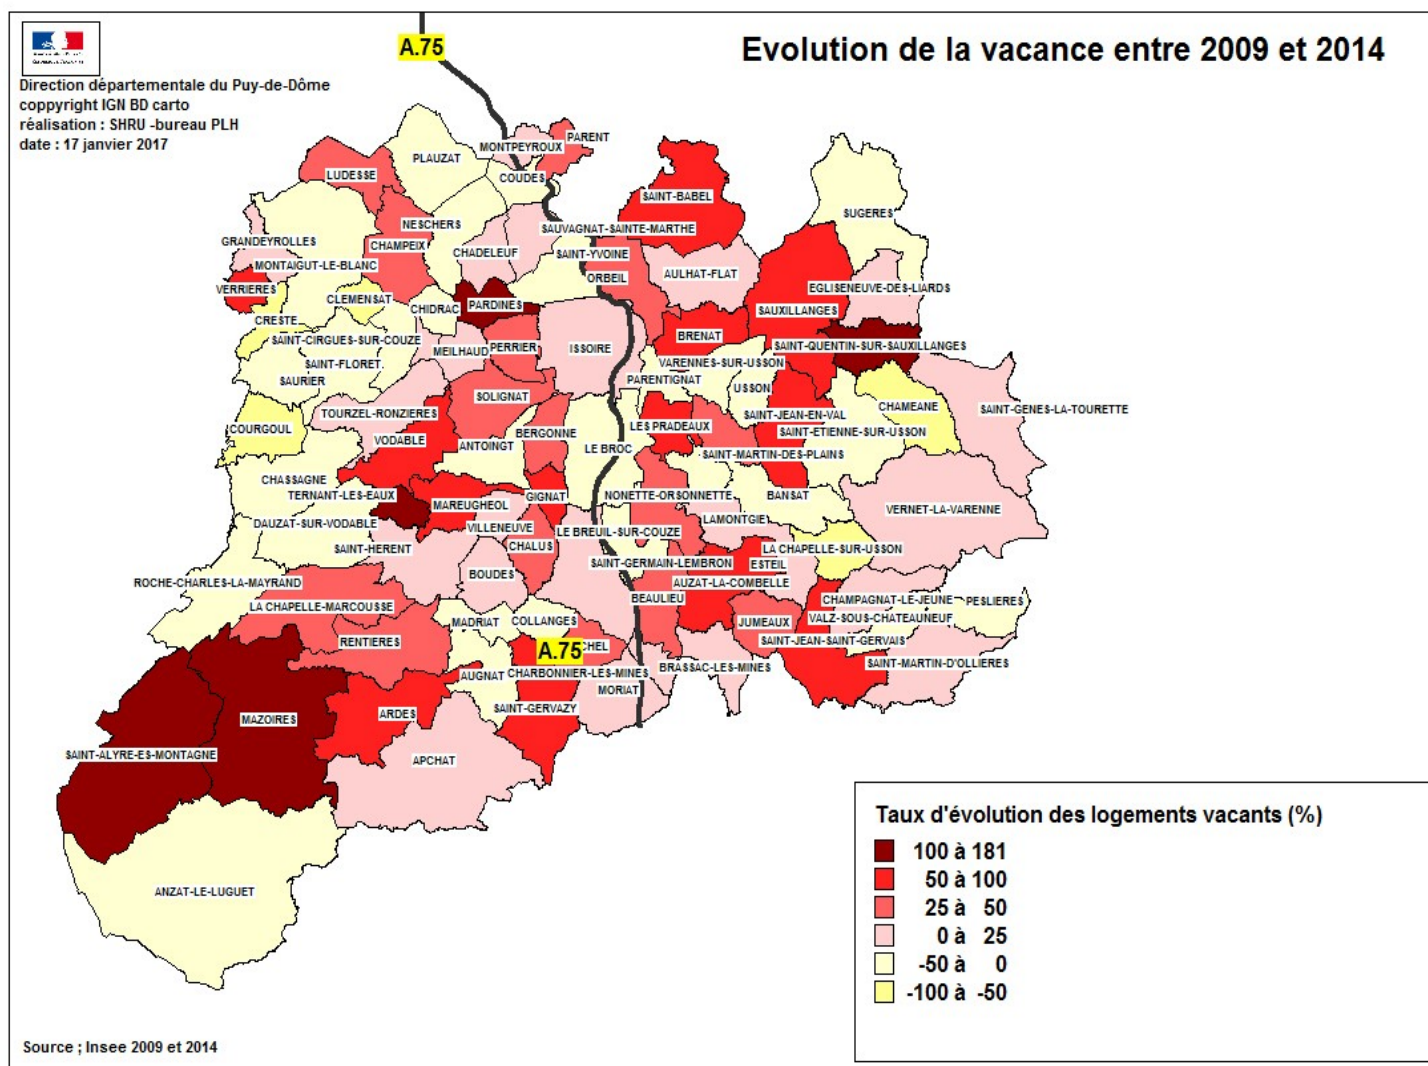 A.75
Evolution de la vacance entre 2009 et 2014
Direction départementale du Puy-de-Dôme
coppyright IGN BD carto
réalisation : SHRU -bureau PLH
date : 17 janvier 2017
PARENT
MONTPEYROUX
PLAUZAT
LUDESSE
COUDES
SAINT-BABEL
SUGERES
NESCHERS
SAUVAGNAT-SAINTE-MARTHE
GRANDEYROLLES
CHAMPEIX
CHADELEUF
SAINT-YVOINE
MONTAIGUT-LE-BLANC
ORBEIL
AULHAT-FLAT
VERRIERES
EGLISENEUVE-DES-LIARDS
CLEMENSAT
CHIDRAC
PARDINES
SAUXILLANGES
CRESTE
SAINT-CIRGUES-SUR-COUZE
BRENAT
SAINT-QUENTIN-SUR-SAUXILLANGES
MEILHAUD
PERRIER
ISSOIRE
SAINT-FLORET
VARENNES-SUR-USSON
SAURIER
PARENTIGNAT
USSON
SOLIGNAT
CHAMEANE
SAINT-GENES-LA-TOURETTE
TOURZEL-RONZIERES
SAINT-JEAN-EN-VAL
COURGOUL
LES PRADEAUX
SAINT-ETIENNE-SUR-USSON
BERGONNE
VODABLE
ANTOINGT
LE BROC
SAINT-MARTIN-DES-PLAINS
CHASSAGNE
TERNANT-LES-EAUX
GIGNAT
NONETTE-ORSONNETTE
BANSAT
MAREUGHEOL
VERNET-LA-VARENNE
DAUZAT-SUR-VODABLE
VILLENEUVE
LAMONTGIE
LE BREUIL-SUR-COUZE
SAINT-HERENT
CHALUS
LA CHAPELLE-SUR-USSON
SAINT-GERMAIN-LEMBRON
ESTEIL
BOUDES
ROCHE-CHARLES-LA-MAYRAND
AUZAT-LA-COMBELLE
BEAULIEU
CHAMPAGNAT-LE-JEUNE
PESLIERES
LA CHAPELLE-MARCOUSSE
VALZ-SOUS-CHATEAUNEUF
MADRIAT
COLLANGES
JUMEAUX
RENTIERES
SAINT-JEAN-SAINT-GERVAIS
A.75
CHEL
SAINT-MARTIN-D'OLLIERES
BRASSAC-LES-MINES
AUGNAT
CHARBONNIER-LES-MINES
MORIAT
SAINT-GERVAZY
ARDES
MAZOIRES
SAINT-ALYRE-ES-MONTAGNE
APCHAT
ANZAT-LE-LUGUET
Taux d'évolution des logements vacants (%)
100 à 181
50 à 100
25 à 50
0 à 25
-50 à 0
-100 à -50
Source ; Insee 2009 et 2014